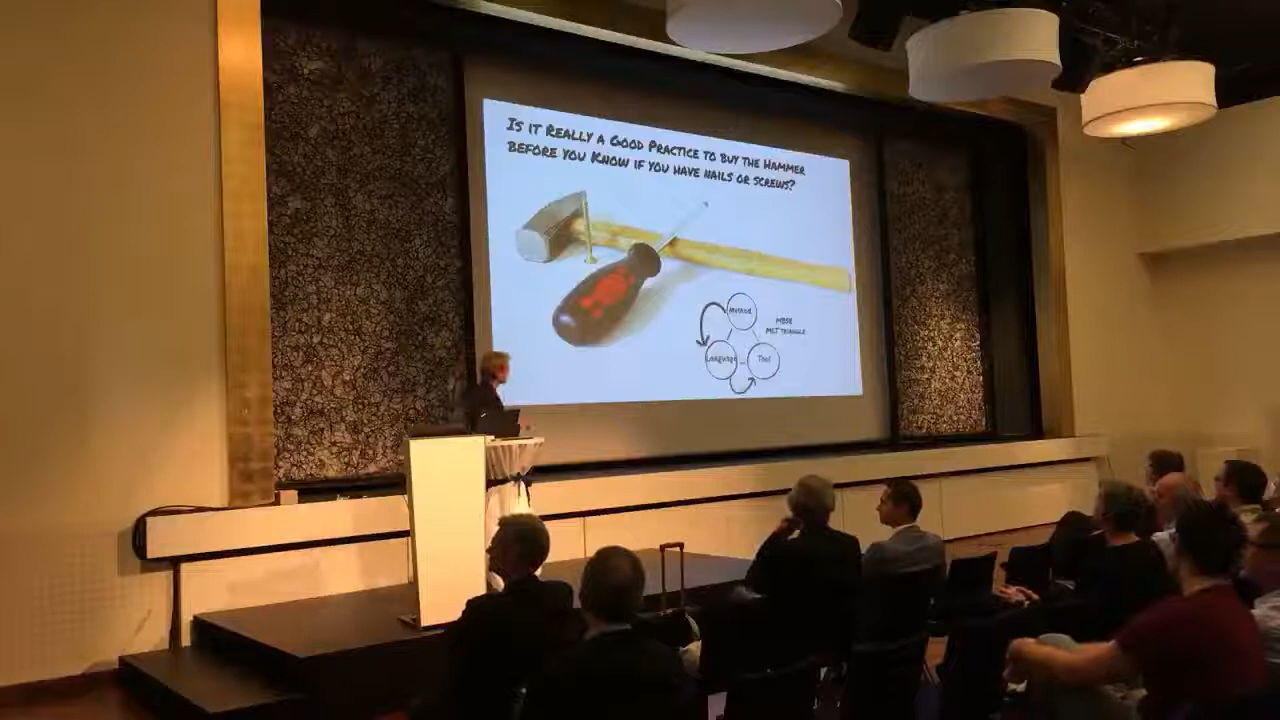 Is it Really a Good Practice to buy the Hammer
before you Know if you have nails or screws?
Method
MBSE
MLT Triangle
Language
Tool